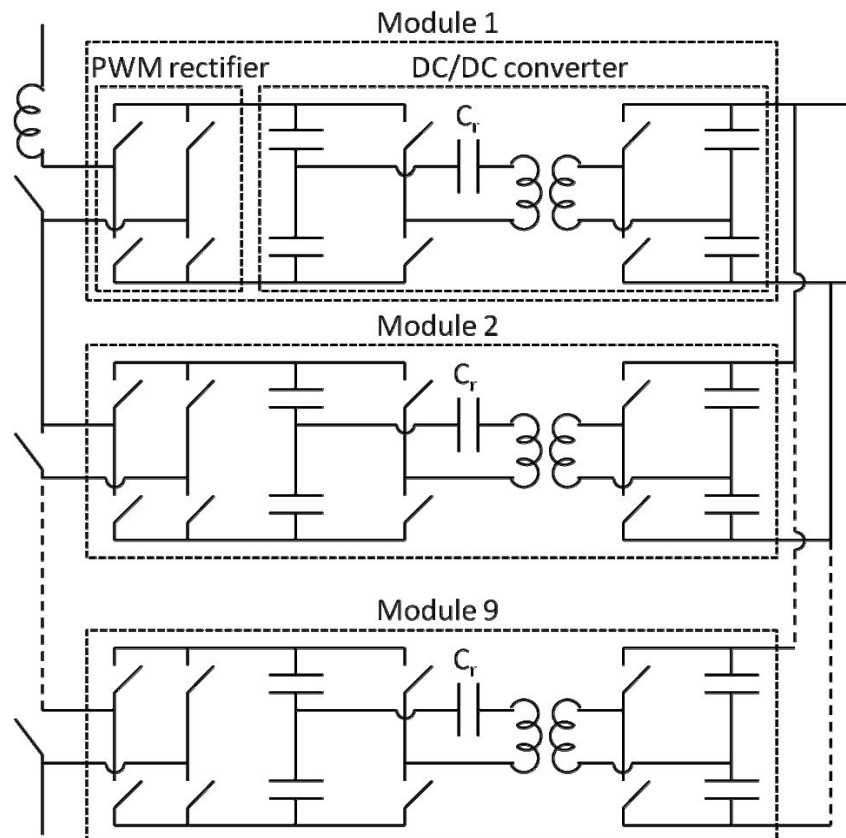 Module 1
PWM rectifier
DC/DC converter
Cr
Module 2
Cr
Module 9
Cr